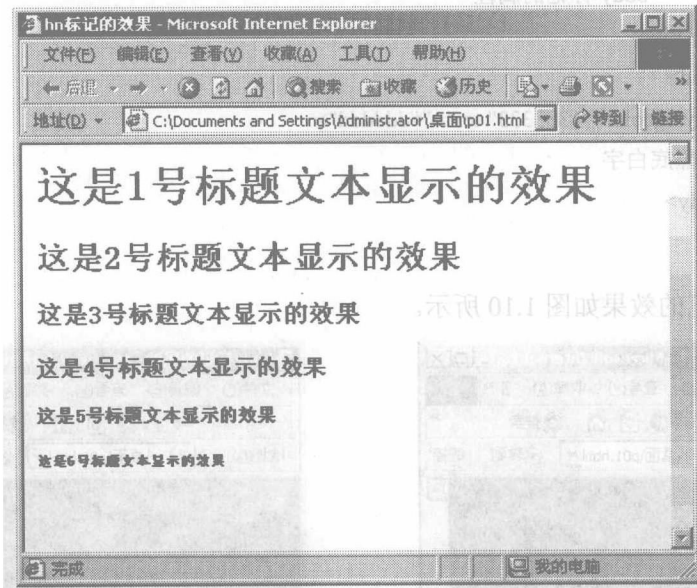 hn标记的效果 - Microsoft Internet Explorer
文件(F) 编辑(E) 查看(V) 收藏(A) 工具(T) 帮助(H)
后退 搜索 收藏 历史 »
地址(D) C:\Documents and Settings\Administrator\桌面\p01.html 转到 链接
这是1号标题文本显示的效果
这是2号标题文本显示的效果
这是3号标题文本显示的效果
这是4号标题文本显示的效果
这是5号标题文本显示的效果
这是6号标题文本显示的效果
完成 我的电脑